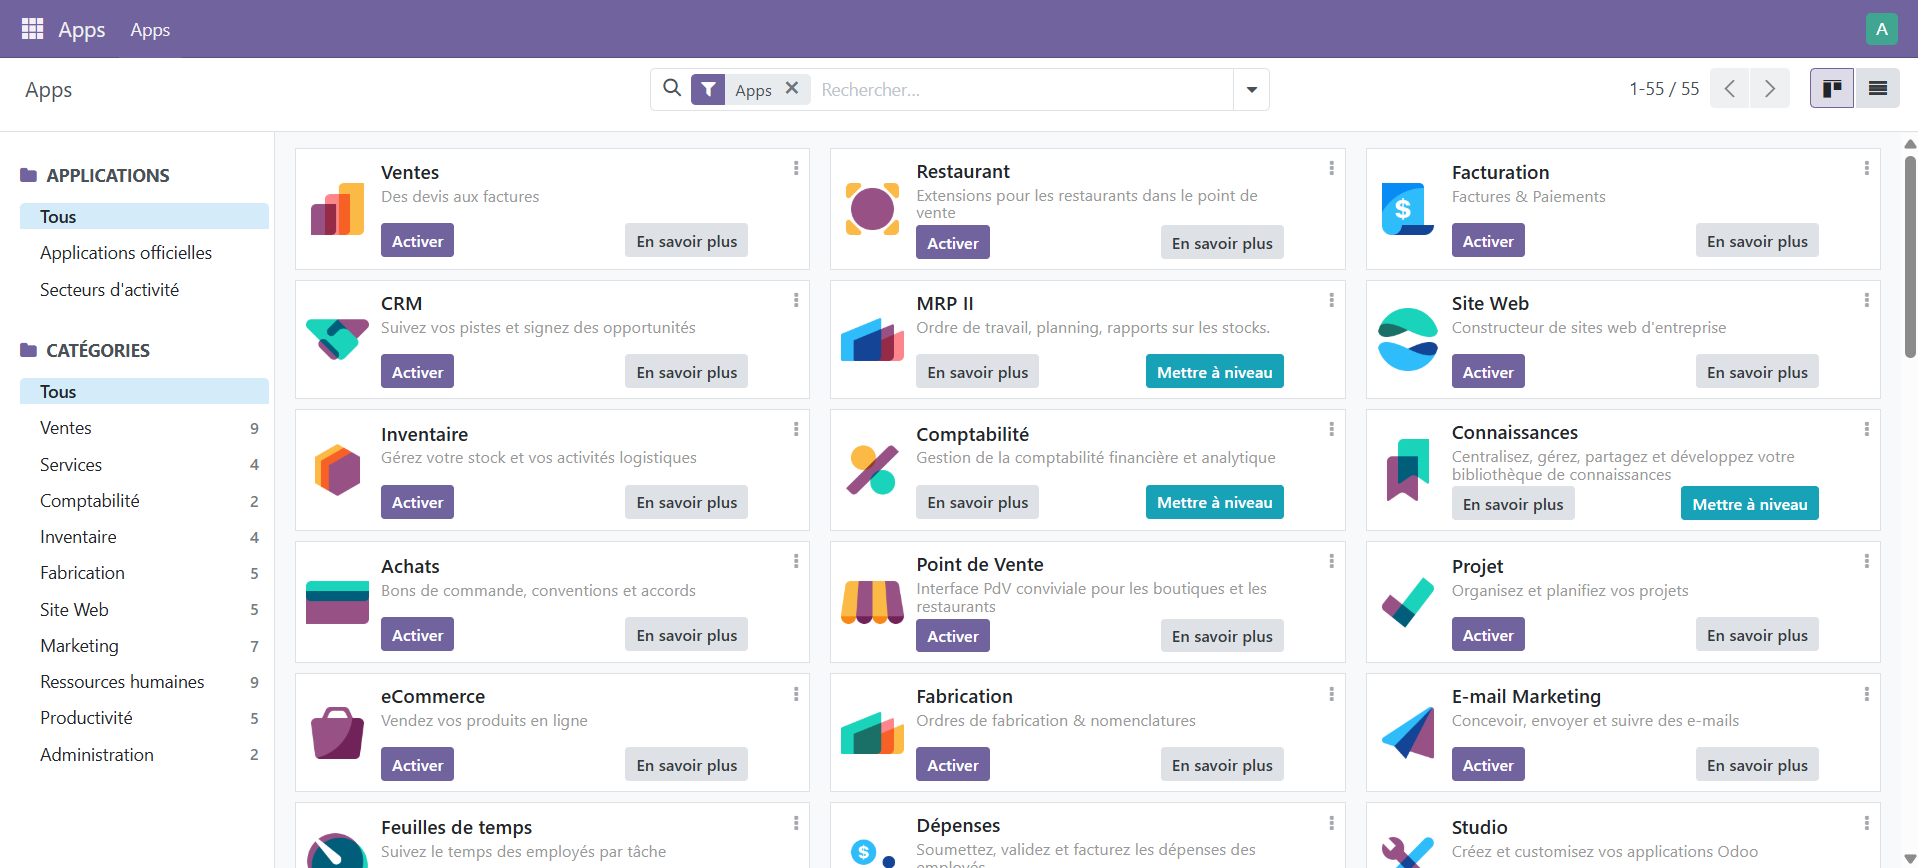 Apps
Apps
A
Apps
Apps
Rechercher...
1-55 / 55
APPLICATIONS
Tous
Applications officielles
Secteurs d'activité
CATÉGORIES
Tous
Ventes 9
Services 4
Comptabilité 2
Inventaire 4
Fabrication 5
Site Web 5
Marketing 7
Ressources humaines 9
Productivité 5
Administration 2
Ventes
Des devis aux factures
Activer
En savoir plus
Restaurant
Extensions pour les restaurants dans le point de
vente
Activer
En savoir plus
Facturation
Factures & Paiements
Activer
En savoir plus
CRM
Suivez vos pistes et signez des opportunités
Activer
En savoir plus
MRP II
Ordre de travail, planning, rapports sur les stocks.
En savoir plus
Mettre à niveau
Site Web
Constructeur de sites web d'entreprise
Activer
En savoir plus
Inventaire
Gérez votre stock et vos activités logistiques
Activer
En savoir plus
Comptabilité
Gestion de la comptabilité financière et analytique
En savoir plus
Mettre à niveau
Connaissances
Centralisez, gérez, partagez et développez votre
bibliothèque de connaissances
En savoir plus
Mettre à niveau
Achats
Bons de commande, conventions et accords
Activer
En savoir plus
Point de Vente
Interface PdV conviviale pour les boutiques et les
restaurants
Activer
En savoir plus
Projet
Organisez et planifiez vos projets
Activer
En savoir plus
eCommerce
Vendez vos produits en ligne
Activer
En savoir plus
Fabrication
Ordres de fabrication & nomenclatures
Activer
En savoir plus
E-mail Marketing
Concevoir, envoyer et suivre des e-mails
Activer
En savoir plus
Feuilles de temps
Suivez le temps des employés par tâche
Dépenses
Soumettez, validez et facturez les dépenses des
employés
Studio
Créez et customisez vos applications Odoo